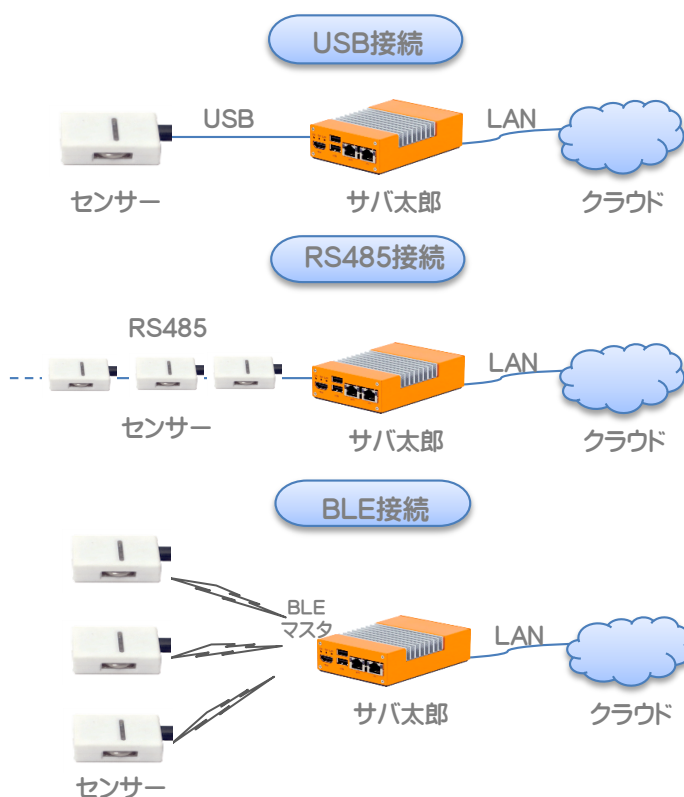 USB接続
USB
LAN
センサー
サバ太郎
クラウド
RS485接続
RS485
LAN
センサー
サバ太郎
クラウド
BLE接続
BLE
マスタ
LAN
サバ太郎
クラウド
センサー